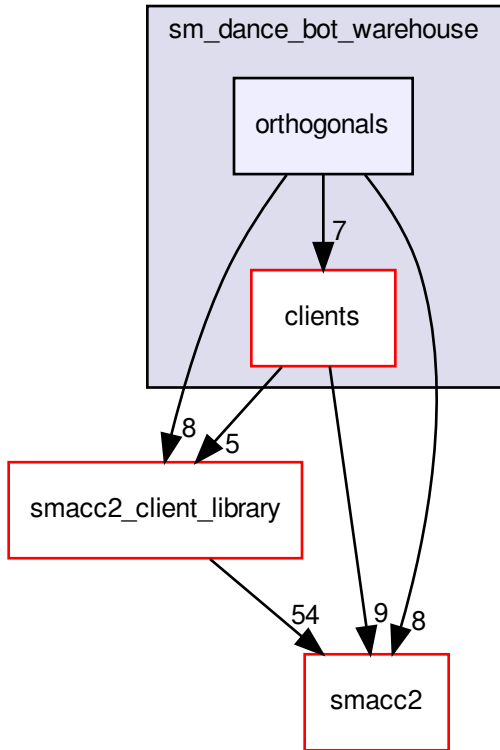 sm_dance_bot_warehouse
orthogonals
7
clients
8
5
smacc2_client_library
54
9
8
smacc2